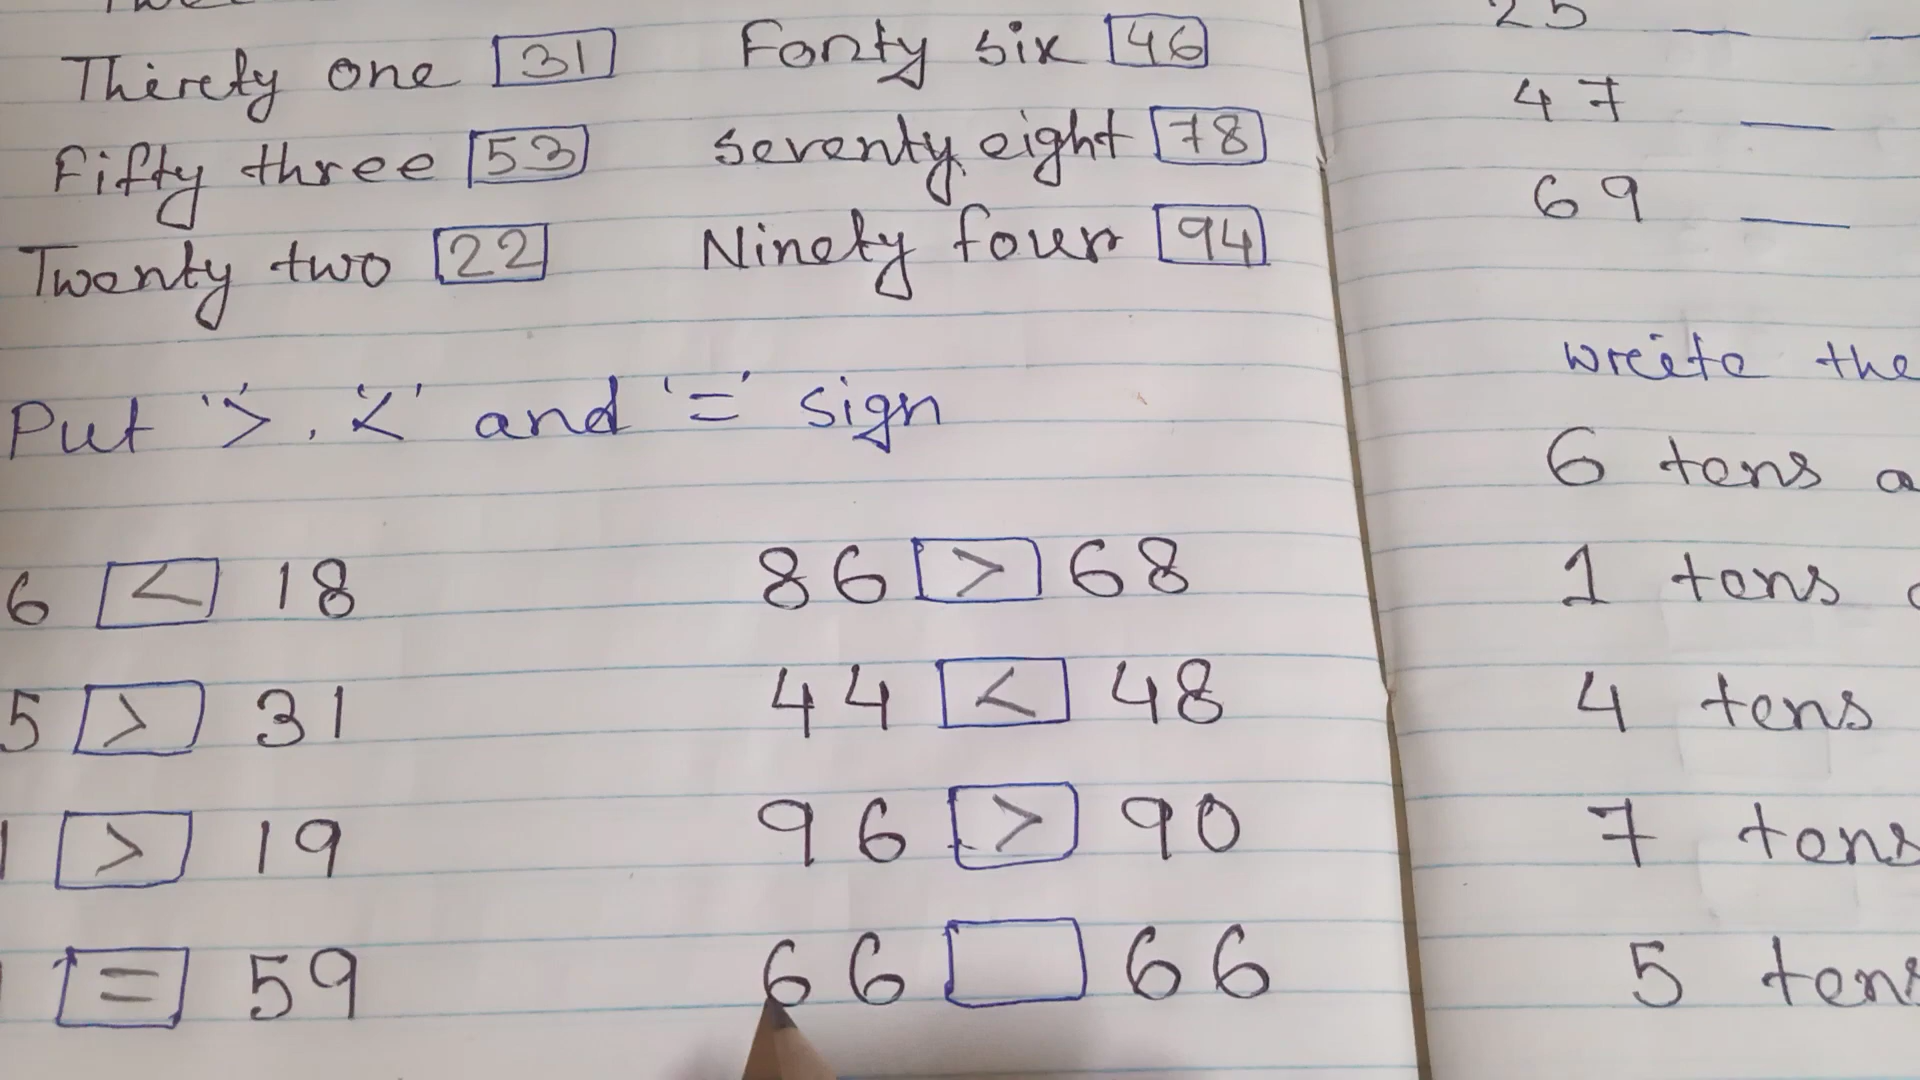 Thirety one 31 Forty six 46
Fifty three 53 seventy eight 78
Twenty two 22 Ninety four 94
Put '>', '<' and '=' sign
6 < 18 86 > 68
5 > 31 44 < 48
1 > 19 96 > 90
= 59 66 66
25
47
69
wreite the
6 tens a
1 tens
4 tens
7 tens
5 tens